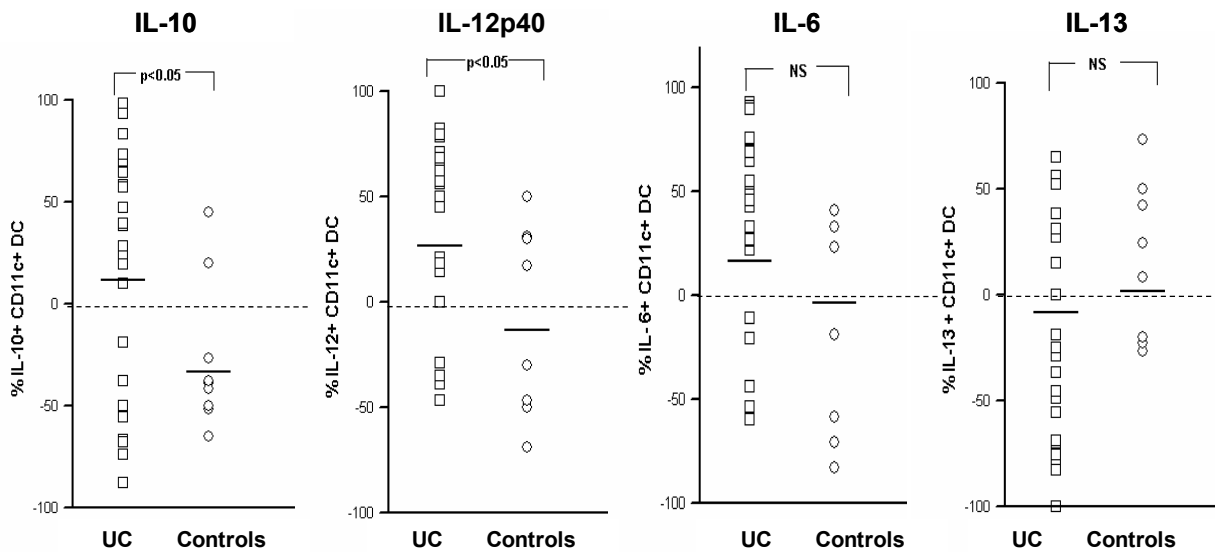 IL-10
p<0.05
100
50
0
-50
-100
%IL-10+ CD11c+ DC
UC Controls
IL-12p40
p<0.05
100
50
0
-50
-100
%IL-12+ CD11c+ DC
UC Controls
IL-6
NS
100
50
0
-50
-100
%IL- 6+ CD11c+ DC
UC Controls
IL-13
NS
100
50
0
-50
-100
%IL-13 + CD11c+ DC
UC Controls